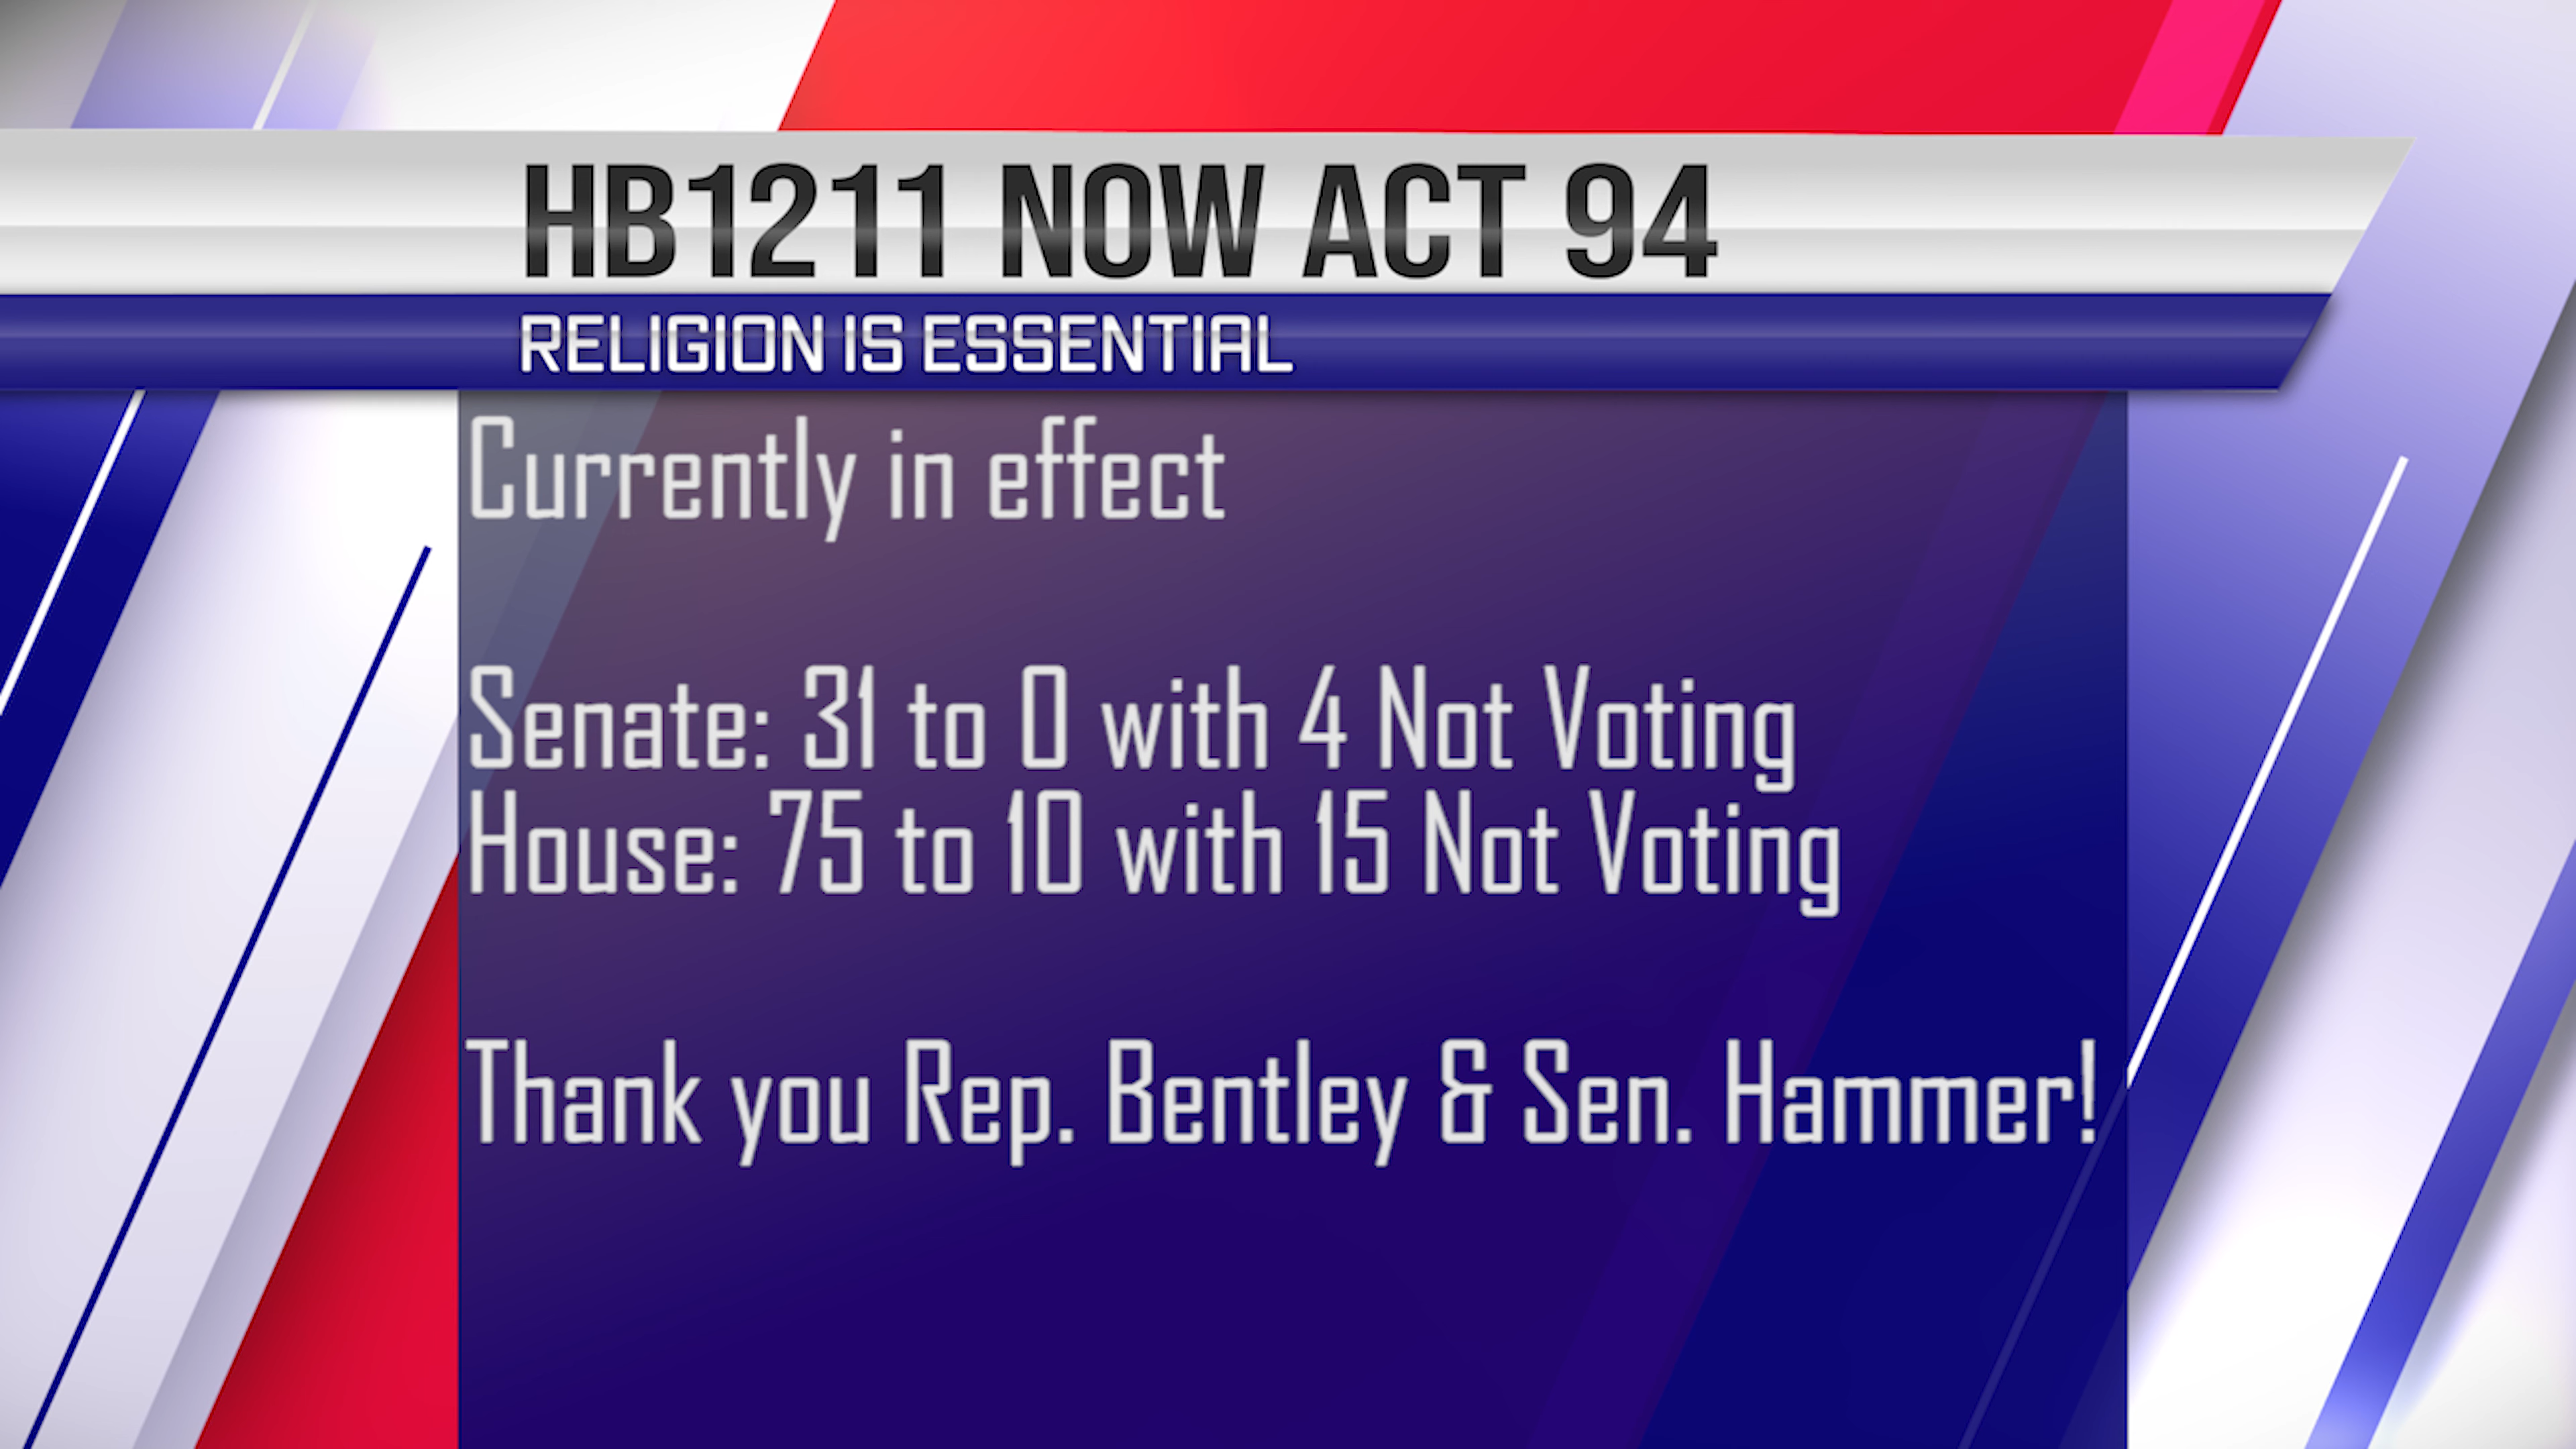 HB1211 NOW ACT 94
RELIGION IS ESSENTIAL
Currently in effect
Senate: 31 to 0 with 4 Not Voting
House: 75 to 10 with 15 Not Voting
Thank you Rep. Bentley & Sen. Hammer!